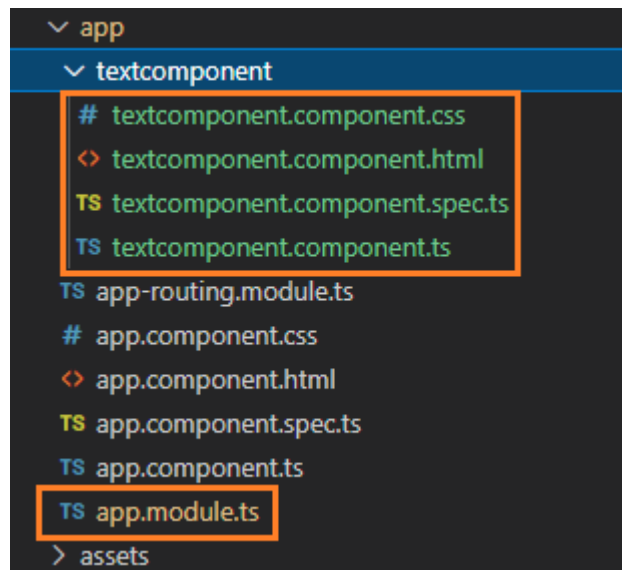 app
textcomponent
# textcomponent.component.css
<> textcomponent.component.html
TS textcomponent.component.spec.ts
TS textcomponent.component.ts
TS app-routing.module.ts
# app.component.css
<> app.component.html
TS app.component.spec.ts
TS app.component.ts
TS app.module.ts
assets